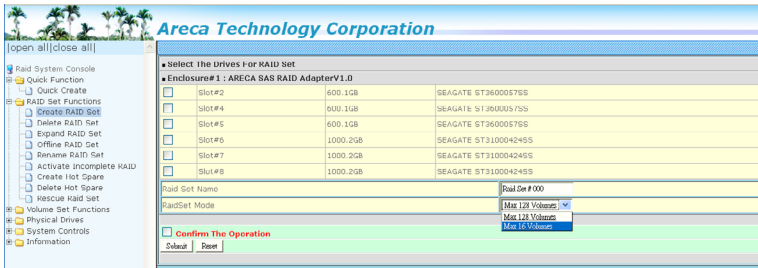 Areca Technology Corporation
|open all|close all|
Raid System Console
Quick Function
Quick Create
RAID Set Functions
Create RAID Set
Delete RAID Set
Expand RAID Set
Offline RAID Set
Rename RAID Set
Activate Incomplete RAID
Create Hot Spare
Delete Hot Spare
Rescue Raid Set
Volume Set Functions
Physical Drives
System Controls
Information
Select The Drives For RAID Set
Enclosure#1 : ARECA SAS RAID AdapterV1.0
Slot#2 600.1GB SEAGATE ST3600057SS
Slot#4 600.1GB SEAGATE ST3600057SS
Slot#5 600.1GB SEAGATE ST3600057SS
Slot#6 1000.2GB SEAGATE ST31000424SS
Slot#7 1000.2GB SEAGATE ST31000424SS
Slot#8 1000.2GB SEAGATE ST31000424SS
Raid Set Name Raid Set # 000
RaidSet Mode Max 128 Volumes
Max 128 Volumes
Max 16 Volumes
Confirm The Operation
Submit Reset